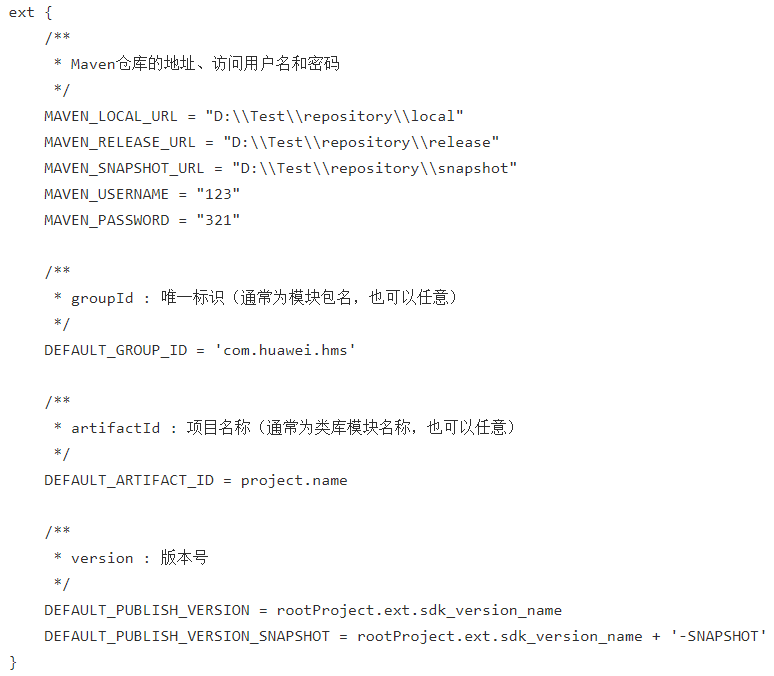 ext {
    /**
     * Maven仓库的地址、访问用户名和密码
     */
    MAVEN_LOCAL_URL = "D:\\Test\\repository\\local"
    MAVEN_RELEASE_URL = "D:\\Test\\repository\\release"
    MAVEN_SNAPSHOT_URL = "D:\\Test\\repository\\snapshot"
    MAVEN_USERNAME = "123"
    MAVEN_PASSWORD = "321"

    /**
     * groupId : 唯一标识（通常为模块包名，也可以任意）
     */
    DEFAULT_GROUP_ID = 'com.huawei.hms'

    /**
     * artifactId : 项目名称（通常为类库模块名称，也可以任意）
     */
    DEFAULT_ARTIFACT_ID = project.name

    /**
     * version : 版本号
     */
    DEFAULT_PUBLISH_VERSION = rootProject.ext.sdk_version_name
    DEFAULT_PUBLISH_VERSION_SNAPSHOT = rootProject.ext.sdk_version_name + '-SNAPSHOT'
}